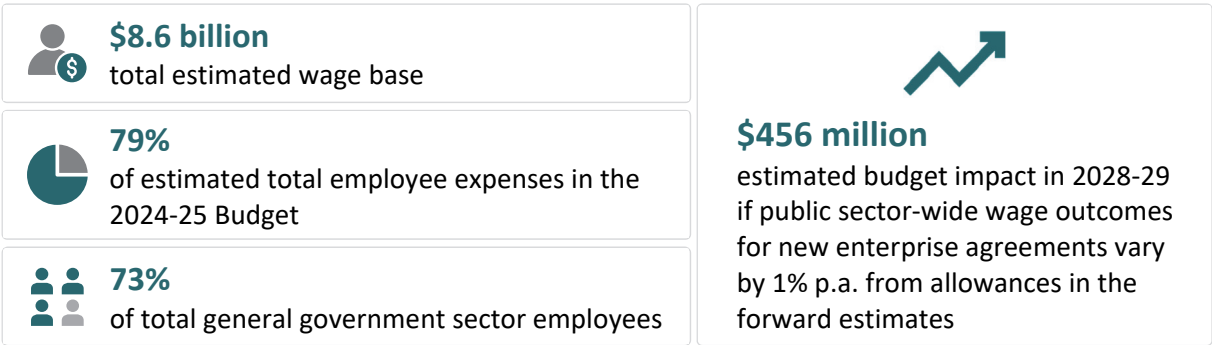 $8.6 billion
total estimated wage base
79%
of estimated total employee expenses in the
2024-25 Budget
73%
of total general government sector employees
$456 million
estimated budget impact in 2028-29
if public sector-wide wage outcomes
for new enterprise agreements vary
by 1% p.a. from allowances in the
forward estimates